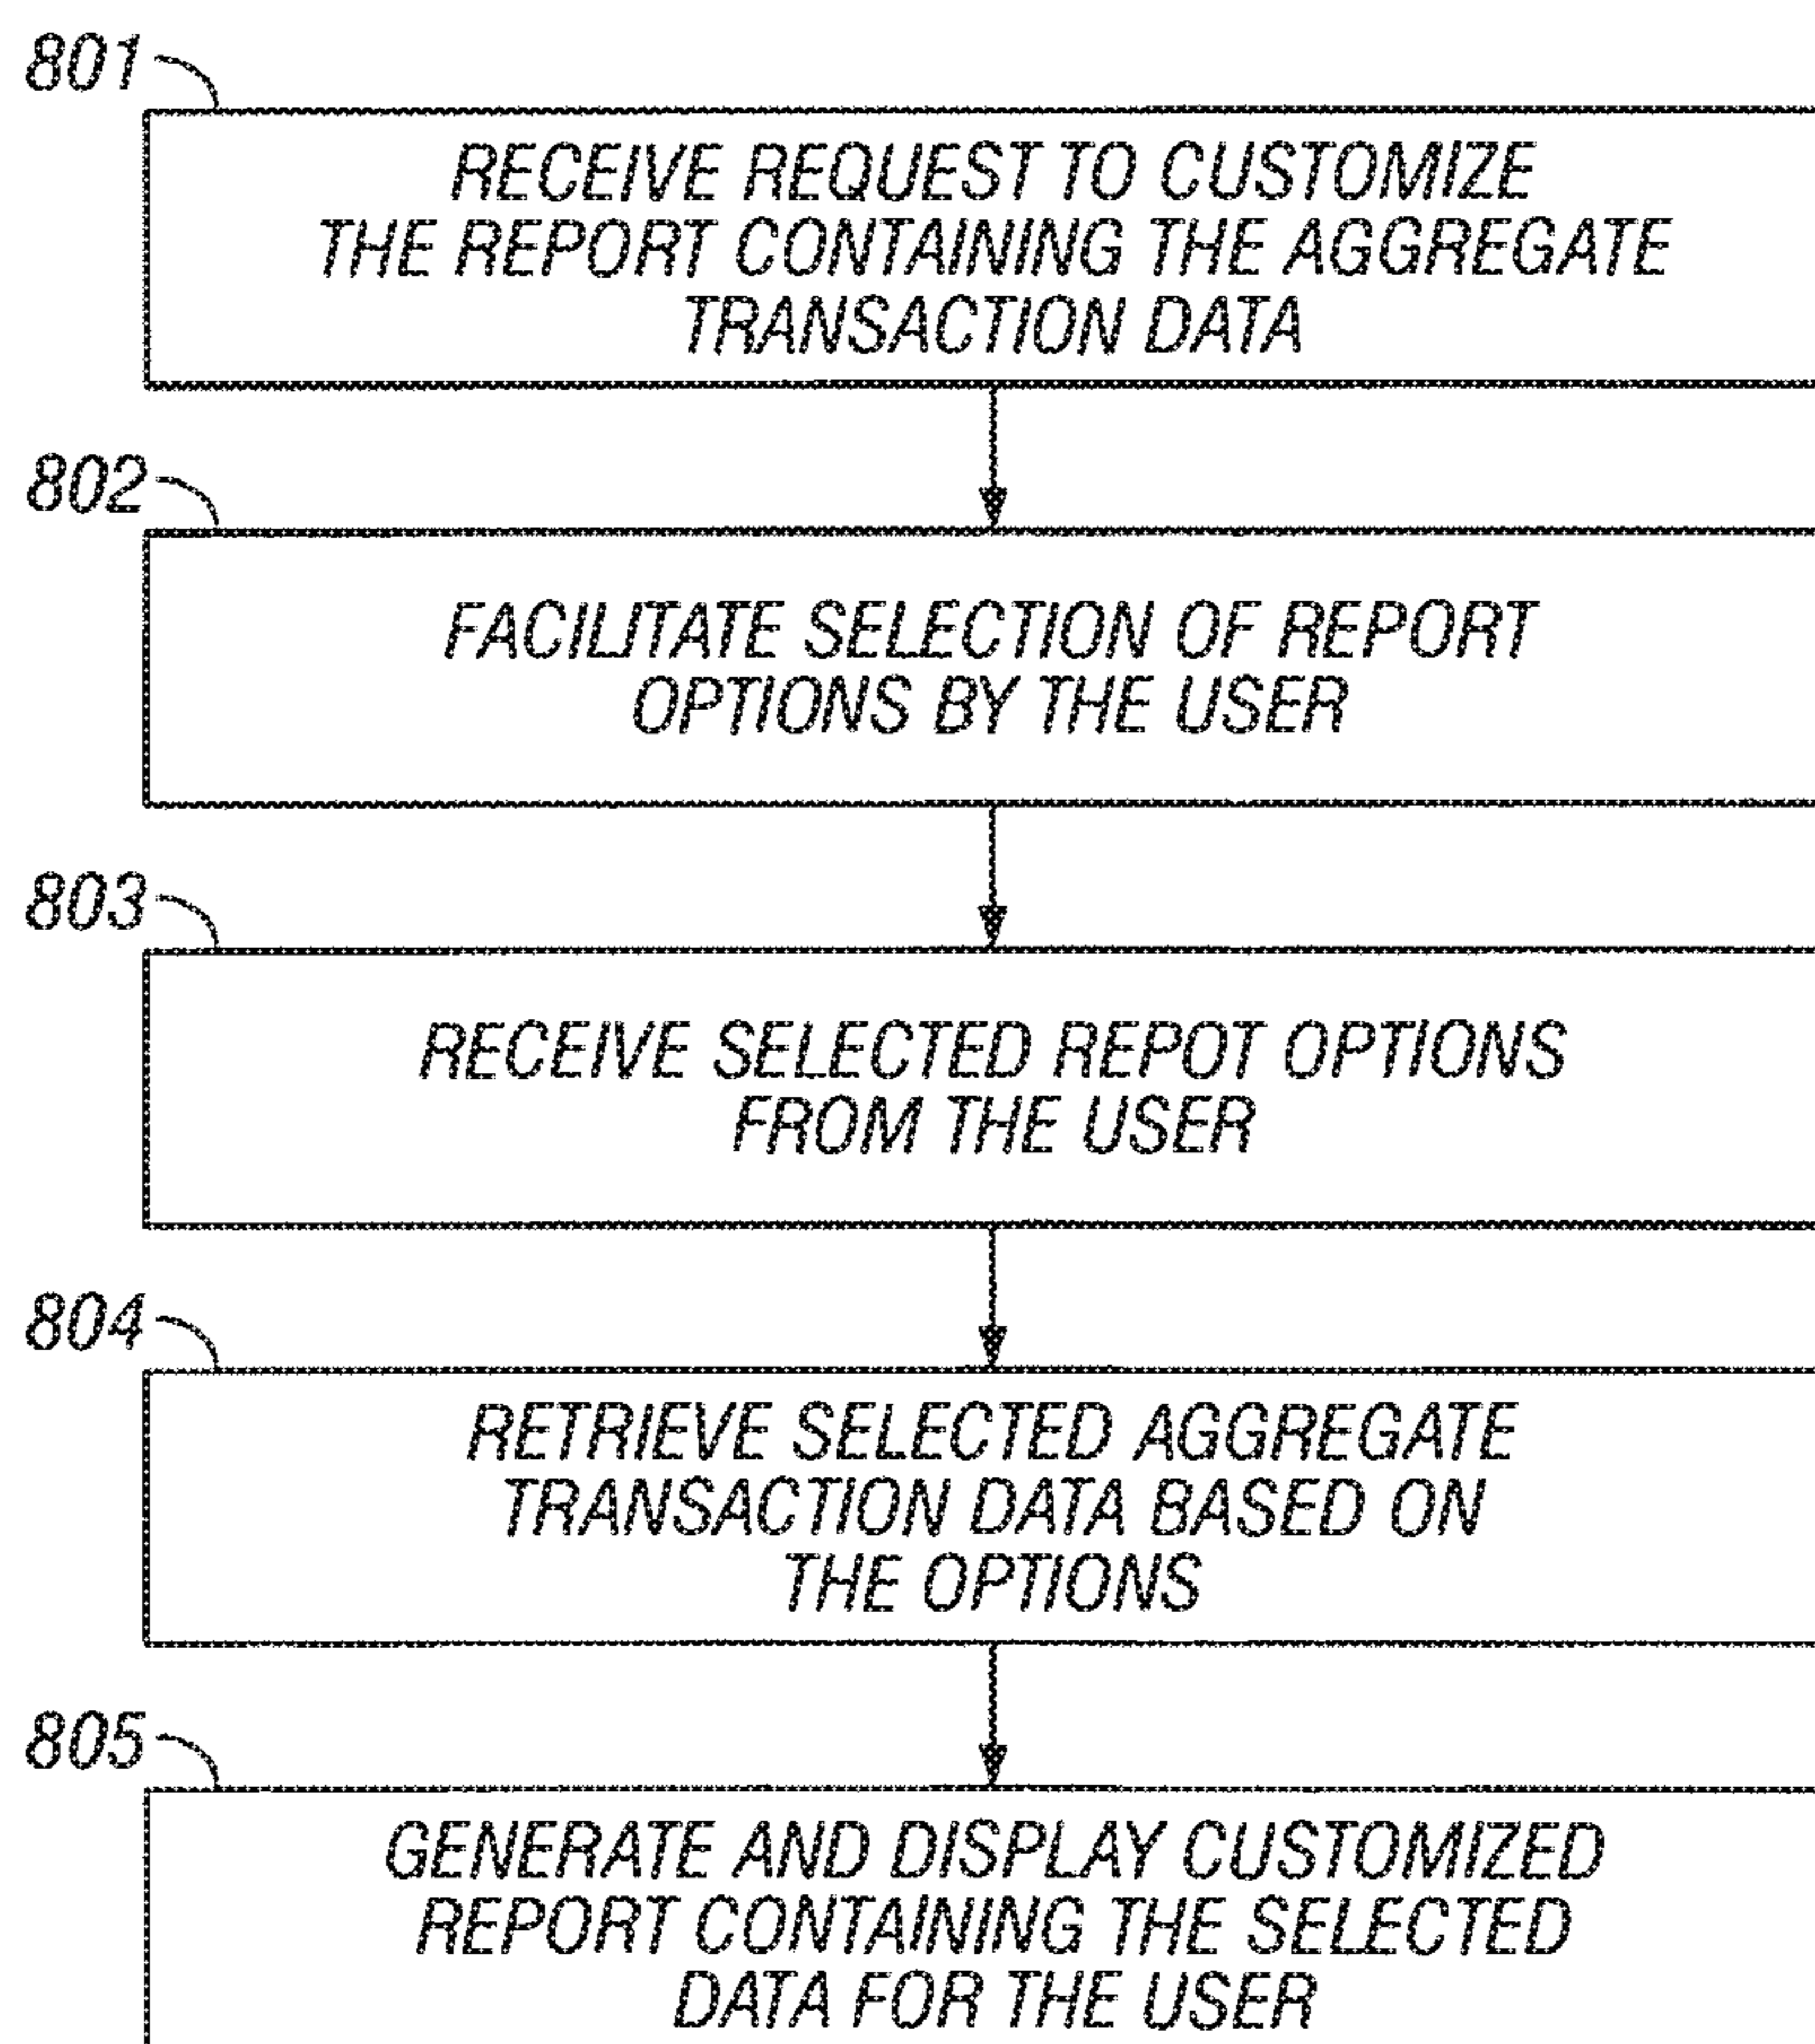 801
RECEIVE REQUEST TO CUSTOMIZE
THE REPORT CONTAINING THE AGGREGATE
TRANSACTION DATA
802
FACILITATE SELECTION OF REPORT
OPTIONS BY THE USER
803
RECEIVE SELECTED REPOT OPTIONS
FROM THE USER
804
RETRIEVE SELECTED AGGREGATE
TRANSACTION DATA BASED ON
THE OPTIONS
805
GENERATE AND DISPLAY CUSTOMIZED
REPORT CONTAINING THE SELECTED
DATA FOR THE USER